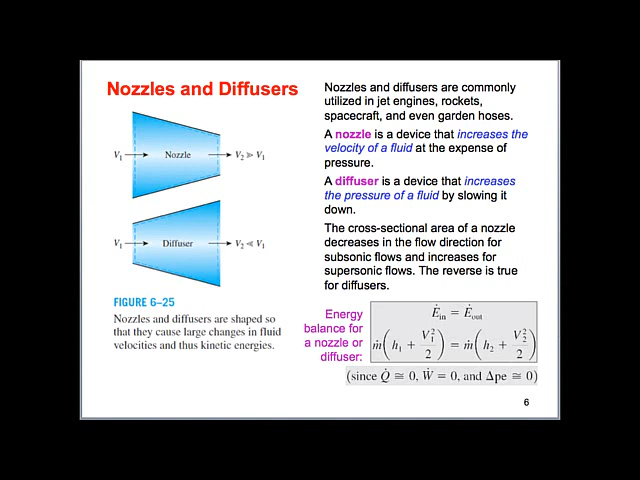 Nozzles and Diffusers
V₁
Nozzle
V₂ ≫ V₁
V₁
Diffuser
V₂ ≪ V₁
FIGURE 6–25
Nozzles and diffusers are shaped so
that they cause large changes in fluid
velocities and thus kinetic energies.
Nozzles and diffusers are commonly
utilized in jet engines, rockets,
spacecraft, and even garden hoses.
A nozzle is a device that increases the
velocity of a fluid at the expense of
pressure.
A diffuser is a device that increases
the pressure of a fluid by slowing it
down.
The cross-sectional area of a nozzle
decreases in the flow direction for
subsonic flows and increases for
supersonic flows. The reverse is true
for diffusers.
Energy
balance for
a nozzle or
diffuser:
Ėin = Ėout
ṁ(h₁ + V₁²/2) = ṁ(h₂ + V₂²/2)
(since Q̇ ≅ 0, Ẇ = 0, and Δpe ≅ 0)
6